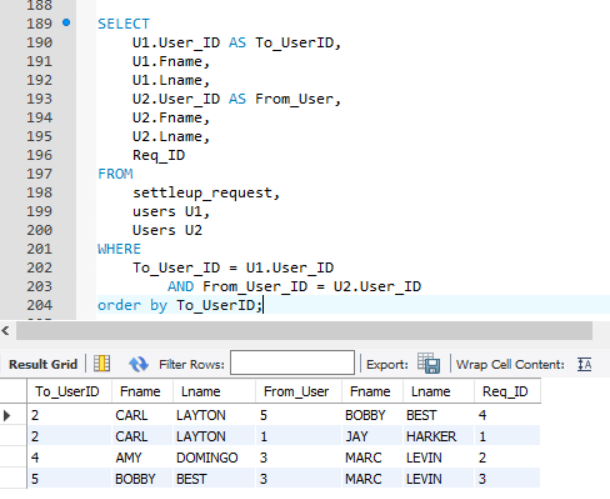 188
189 SELECT
190 U1.User_ID AS To_UserID,
191 U1.Fname,
192 U1.Lname,
193 U2.User_ID AS From_User,
194 U2.Fname,
195 U2.Lname,
196 Req_ID
197 FROM
198 settleup_request,
199 users U1,
200 Users U2
201 WHERE
202 To_User_ID = U1.User_ID
203 AND From_User_ID = U2.User_ID
204 order by To_UserID;
Result Grid Filter Rows: Export: Wrap Cell Content:
To_UserID Fname Lname From_User Fname Lname Req_ID
2 CARL LAYTON 5 BOBBY BEST 4
2 CARL LAYTON 1 JAY HARKER 1
4 AMY DOMINGO 3 MARC LEVIN 2
5 BOBBY BEST 3 MARC LEVIN 3